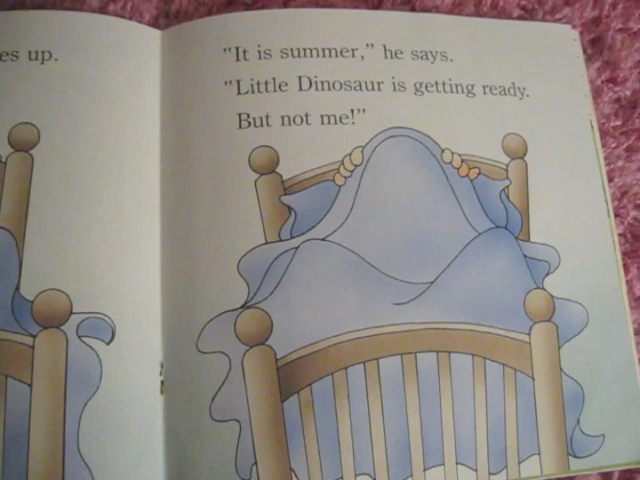 es up.
"It is summer," he says.
"Little Dinosaur is getting ready.
But not me!"